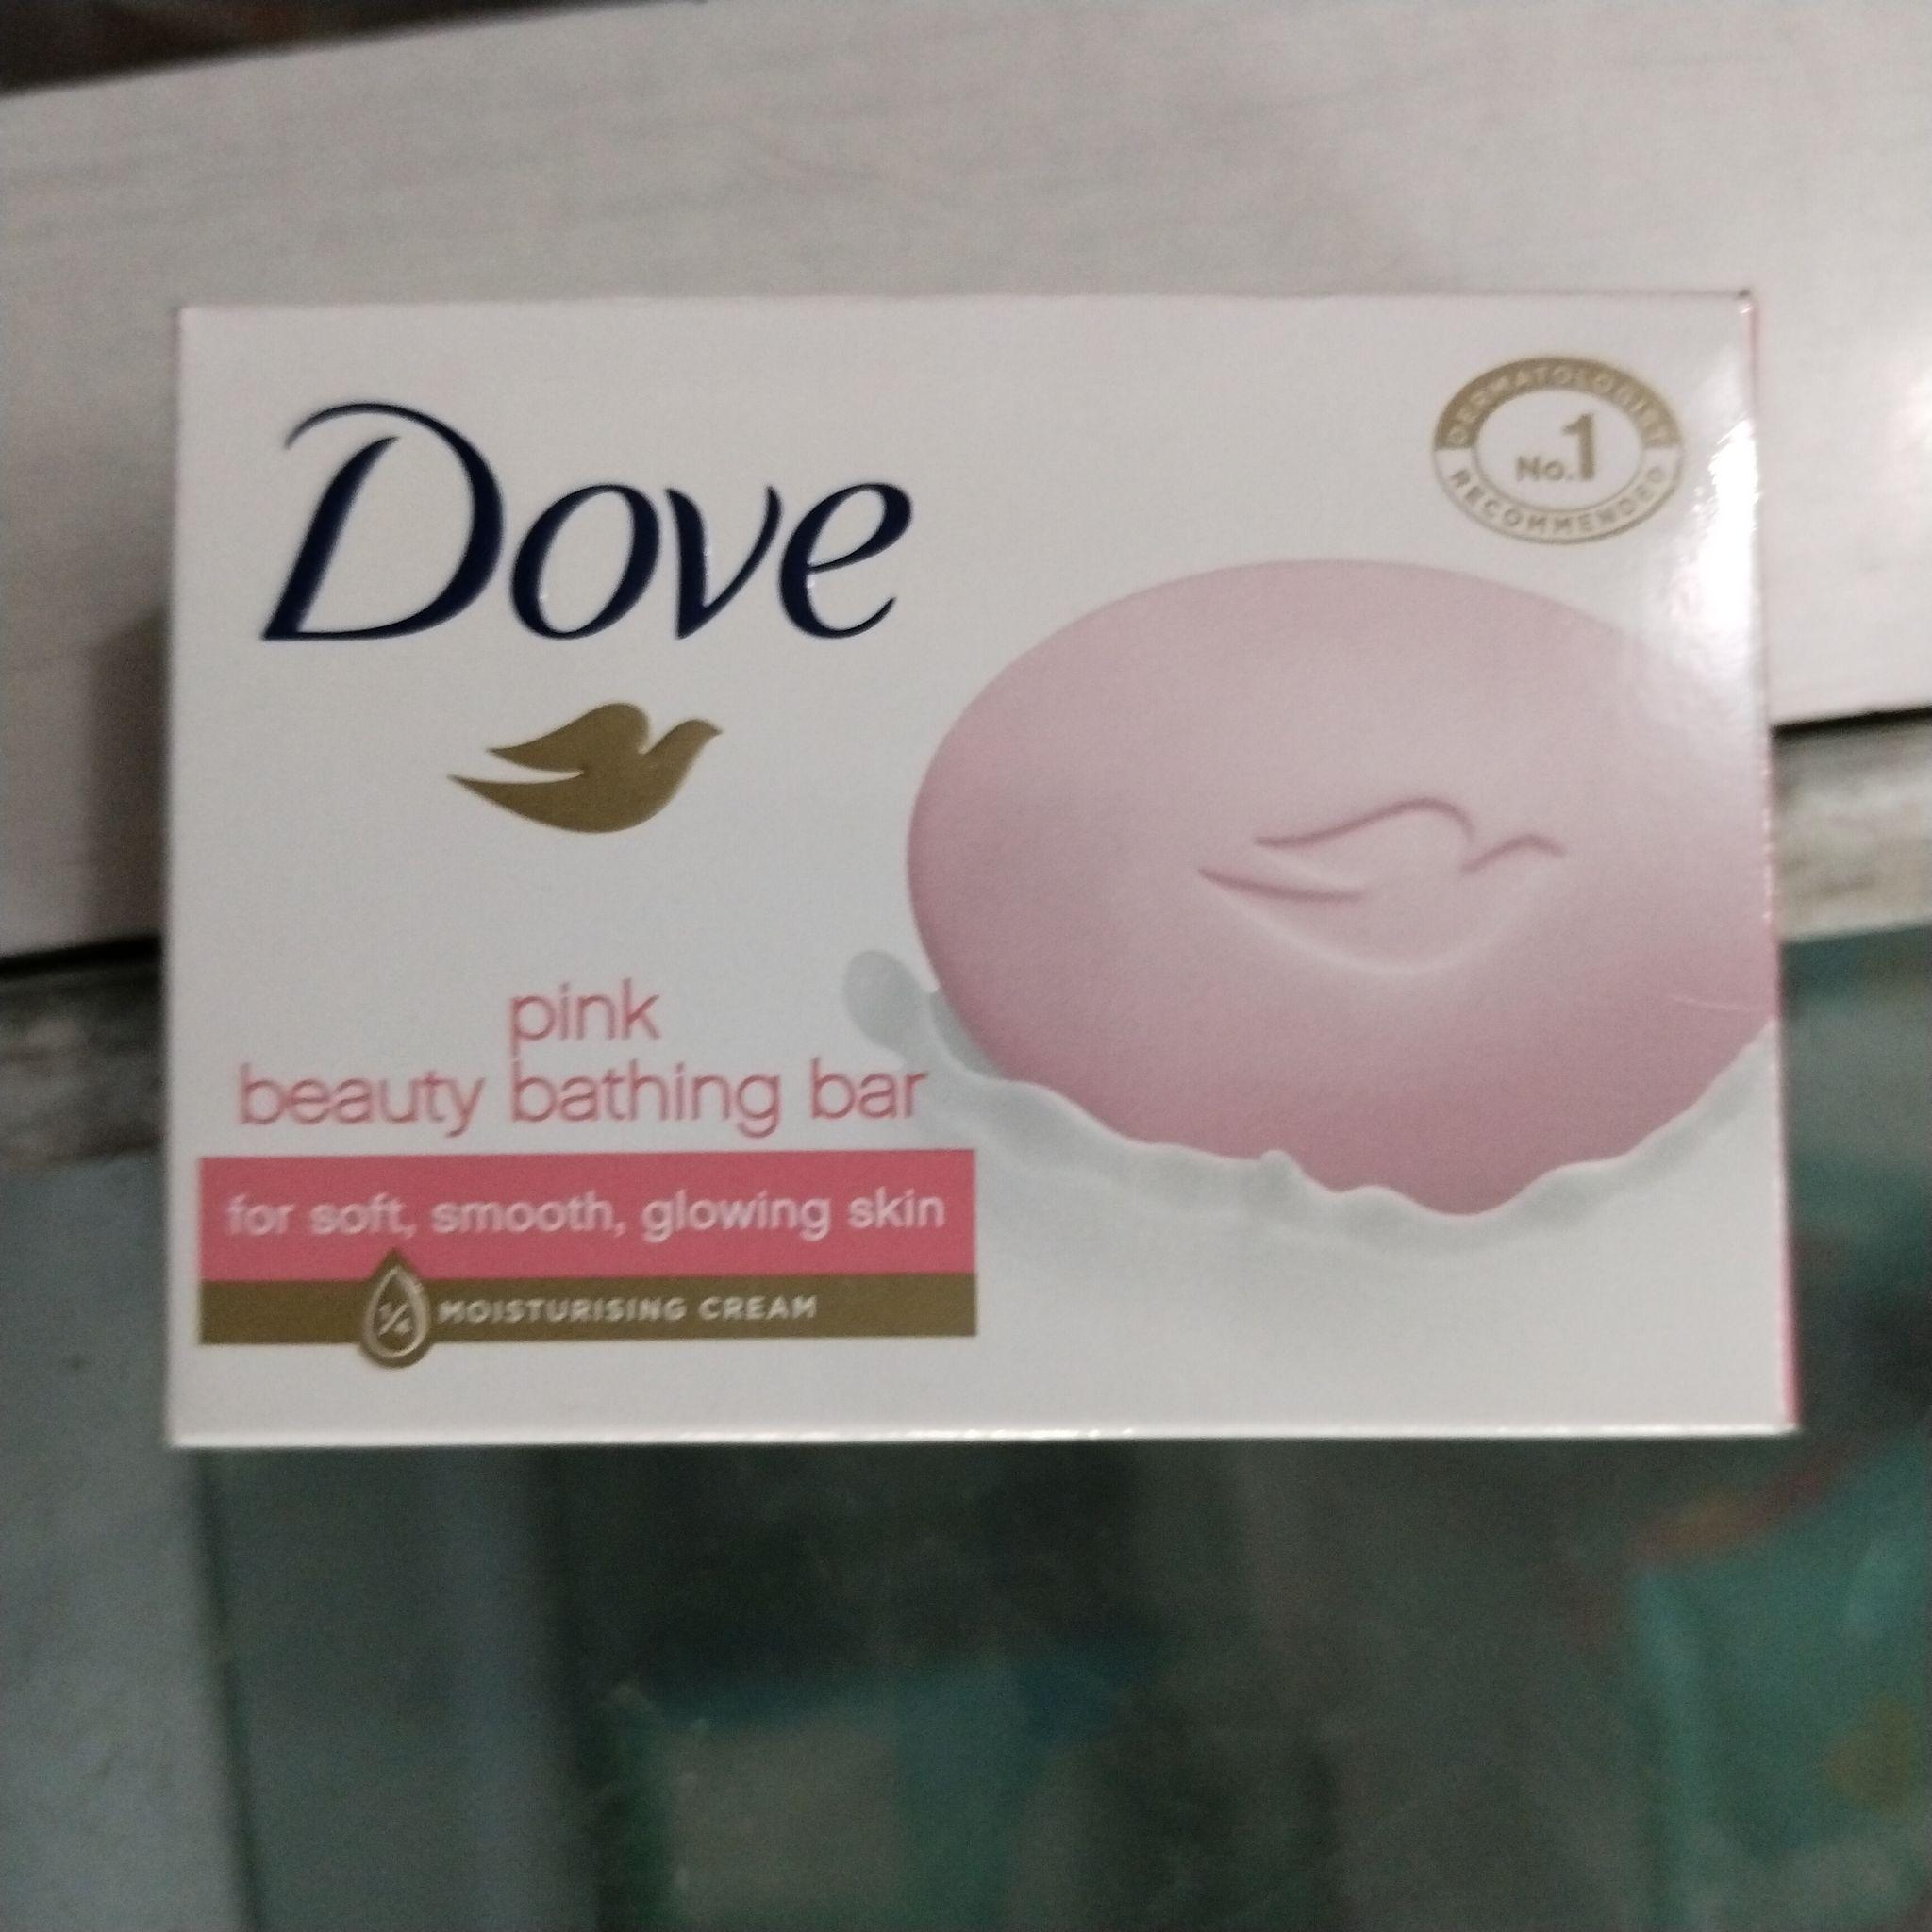 Dove
DERMATOLOGIST
No.1
RECOMMENDED
pink
beauty bathing bar
for soft, smooth, glowing skin
1/4 MOISTURISING CREAM